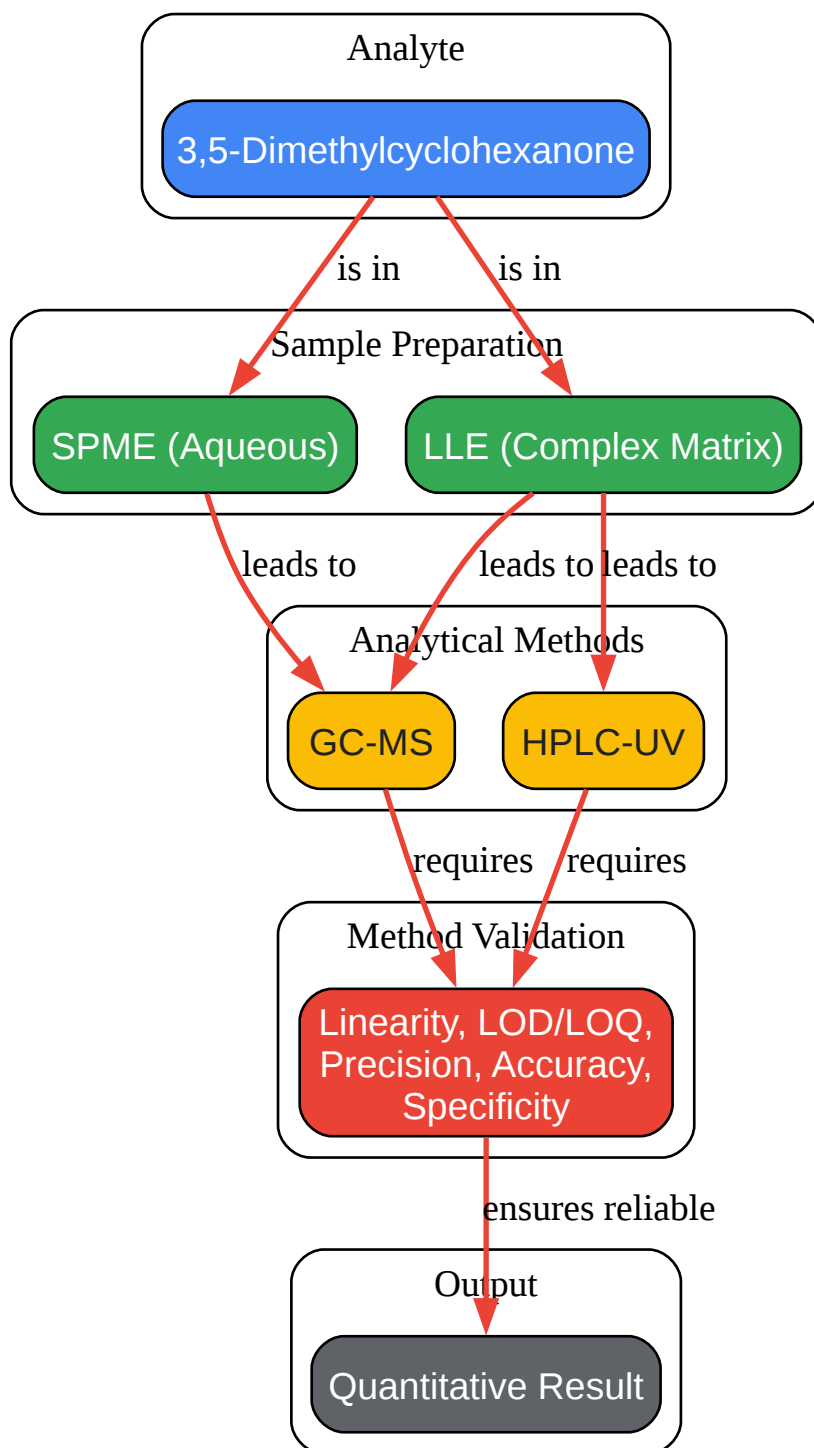 Analyte
3,5-Dimethylcyclohexanone
is in
is in
Sample Preparation
SPME (Aqueous)
LLE (Complex Matrix)
leads to
leads to
leads to
Analytical Methods
GC-MS
HPLC-UV
requires
requires
Method Validation
Linearity, LOD/LOQ,
Precision, Accuracy,
Specificity
ensures reliable
Output
Quantitative Result